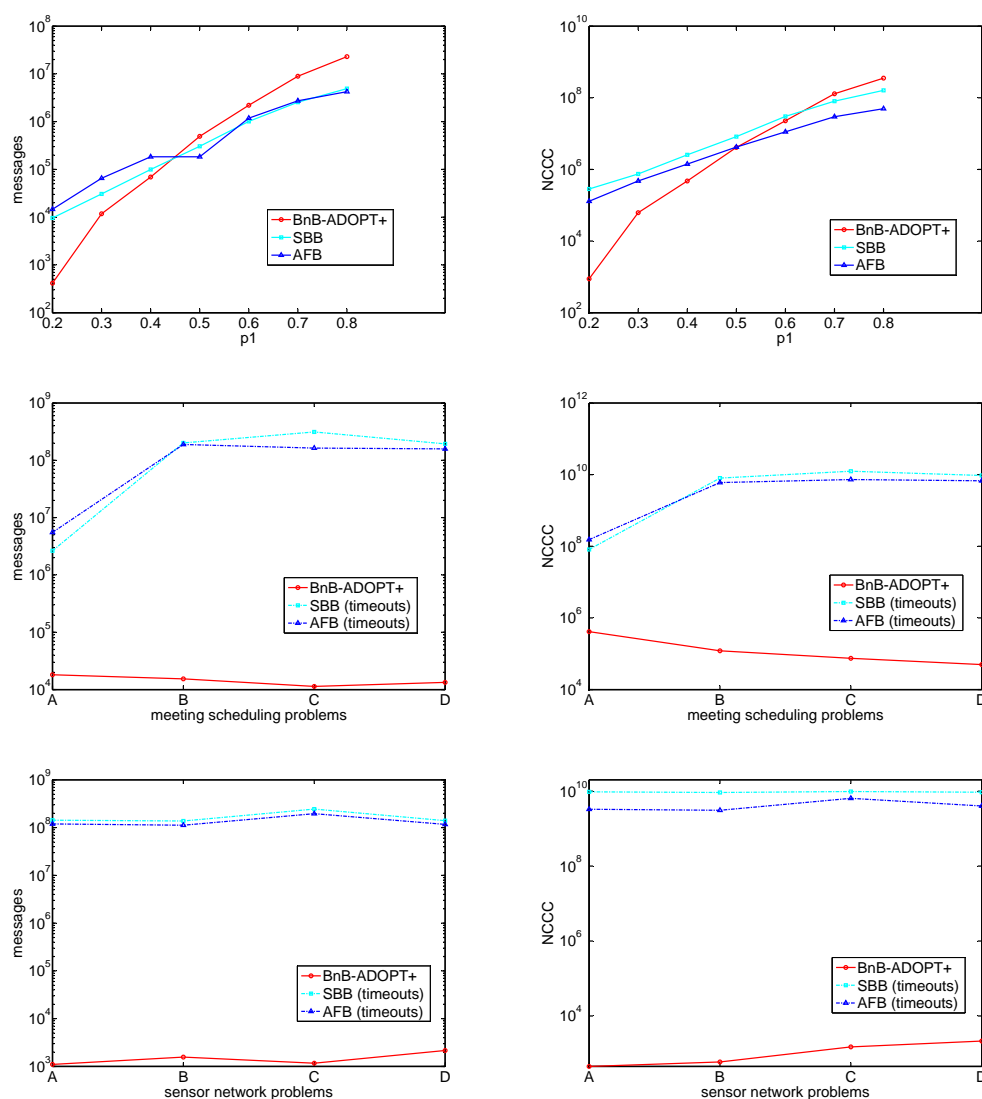 10^8
10^7
10^6
10^5
10^4
10^3
10^2
messages
0.2 0.3 0.4 0.5 0.6 0.7 0.8
p1
BnB-ADOPT+
SBB
AFB
10^10
10^8
10^6
10^4
10^2
NCCC
0.2 0.3 0.4 0.5 0.6 0.7 0.8
p1
BnB-ADOPT+
SBB
AFB
10^9
10^8
10^7
10^6
10^5
10^4
messages
A B C D
meeting scheduling problems
BnB-ADOPT+
SBB (timeouts)
AFB (timeouts)
10^12
10^10
10^8
10^6
10^4
NCCC
A B C D
meeting scheduling problems
BnB-ADOPT+
SBB (timeouts)
AFB (timeouts)
10^9
10^8
10^7
10^6
10^5
10^4
10^3
messages
A B C D
sensor network problems
BnB-ADOPT+
SBB (timeouts)
AFB (timeouts)
10^10
10^8
10^6
10^4
NCCC
A B C D
sensor network problems
BnB-ADOPT+
SBB (timeouts)
AFB (timeouts)